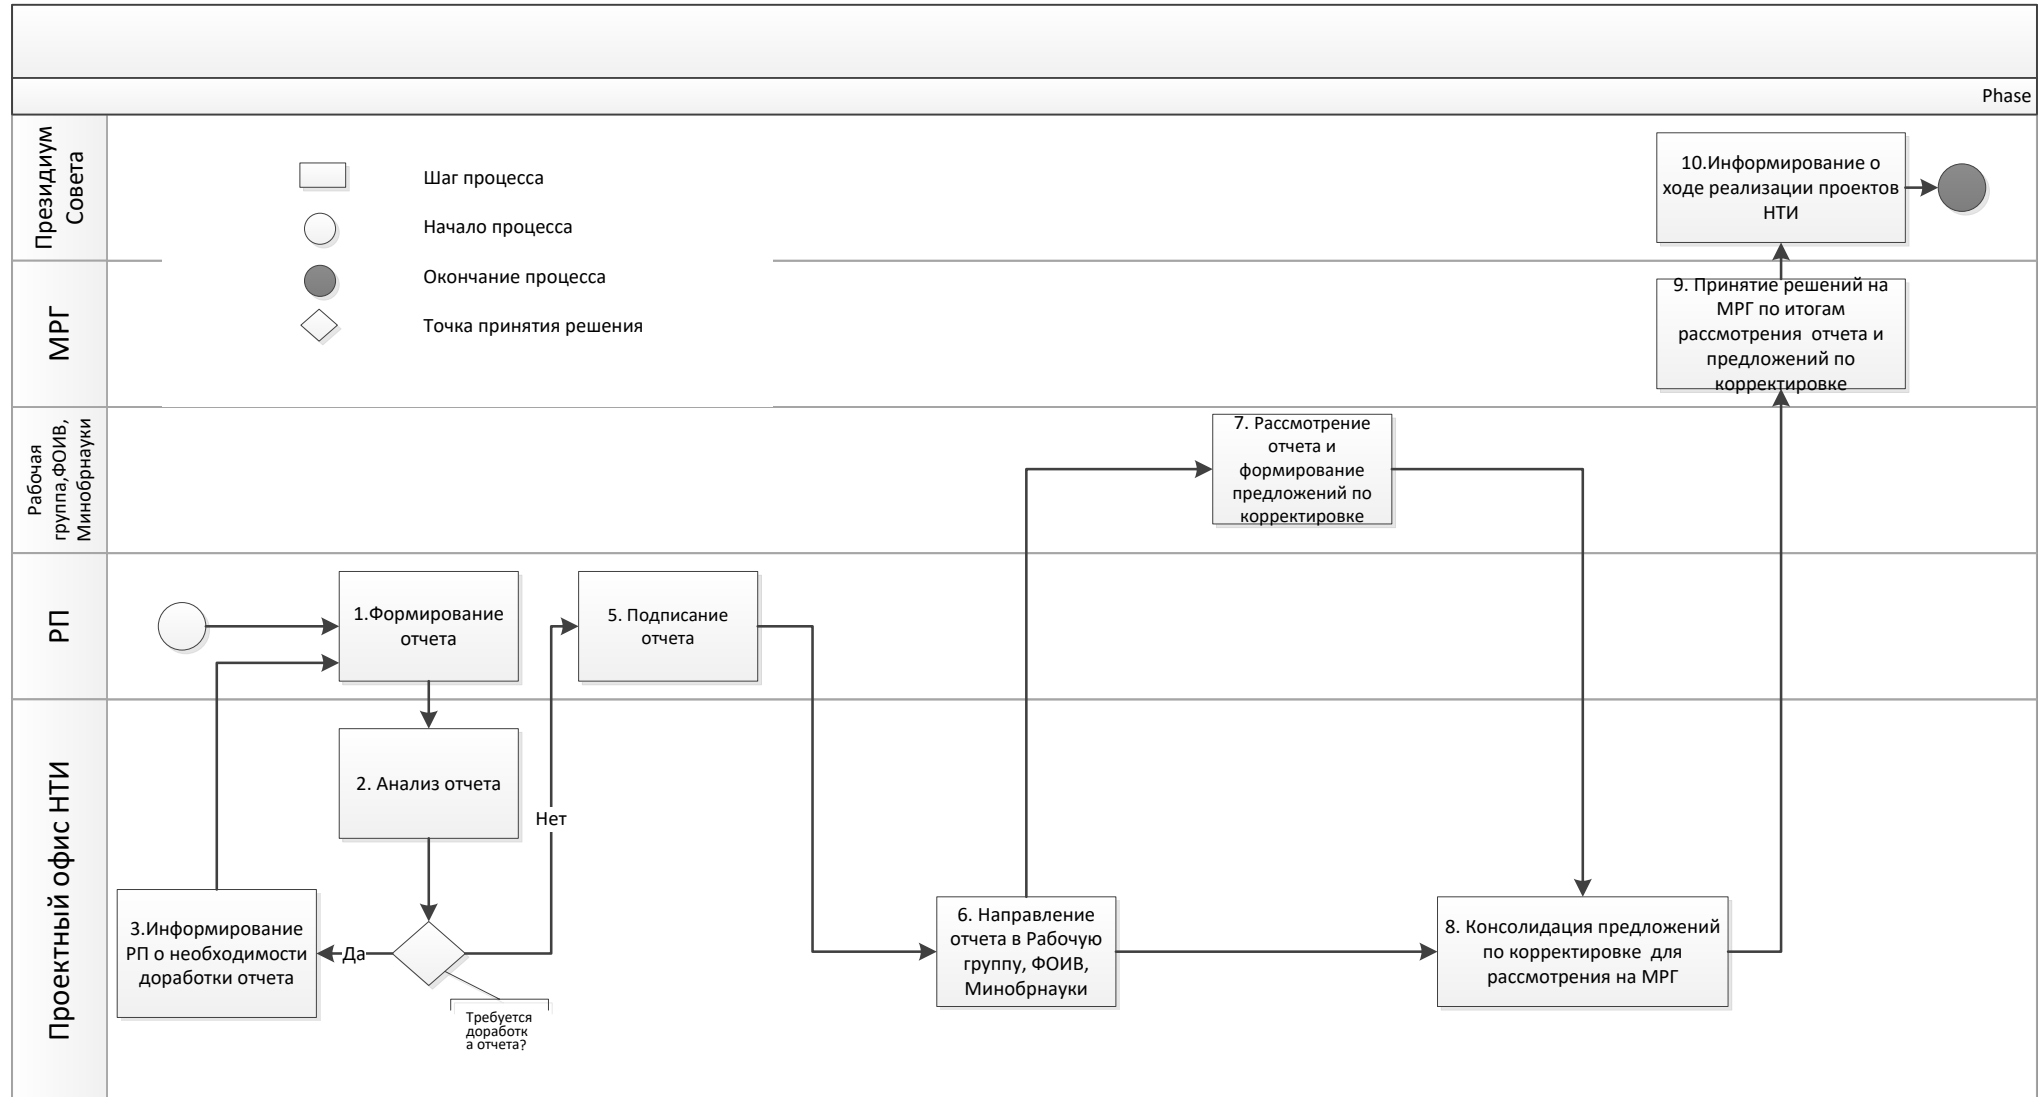 Phase
Президиум
Совета
Шаг процесса
Начало процесса
Окончание процесса
Точка принятия решения
10.Информирование о
ходе реализации проектов
НТИ
МРГ
9. Принятие решений на
МРГ по итогам
рассмотрения отчета и
предложений по
корректировке
Рабочая
группа,ФОИВ,
Минобрнауки
7. Рассмотрение
отчета и
формирование
предложений по
корректировке
РП
1.Формирование
отчета
5. Подписание
отчета
Проектный офис НТИ
2. Анализ отчета
Нет
3.Информирование
РП о необходимости
доработки отчета
Да
Требуется
доработк
а отчета?
6. Направление
отчета в Рабочую
группу, ФОИВ,
Минобрнауки
8. Консолидация предложений
по корректировке для
рассмотрения на МРГ